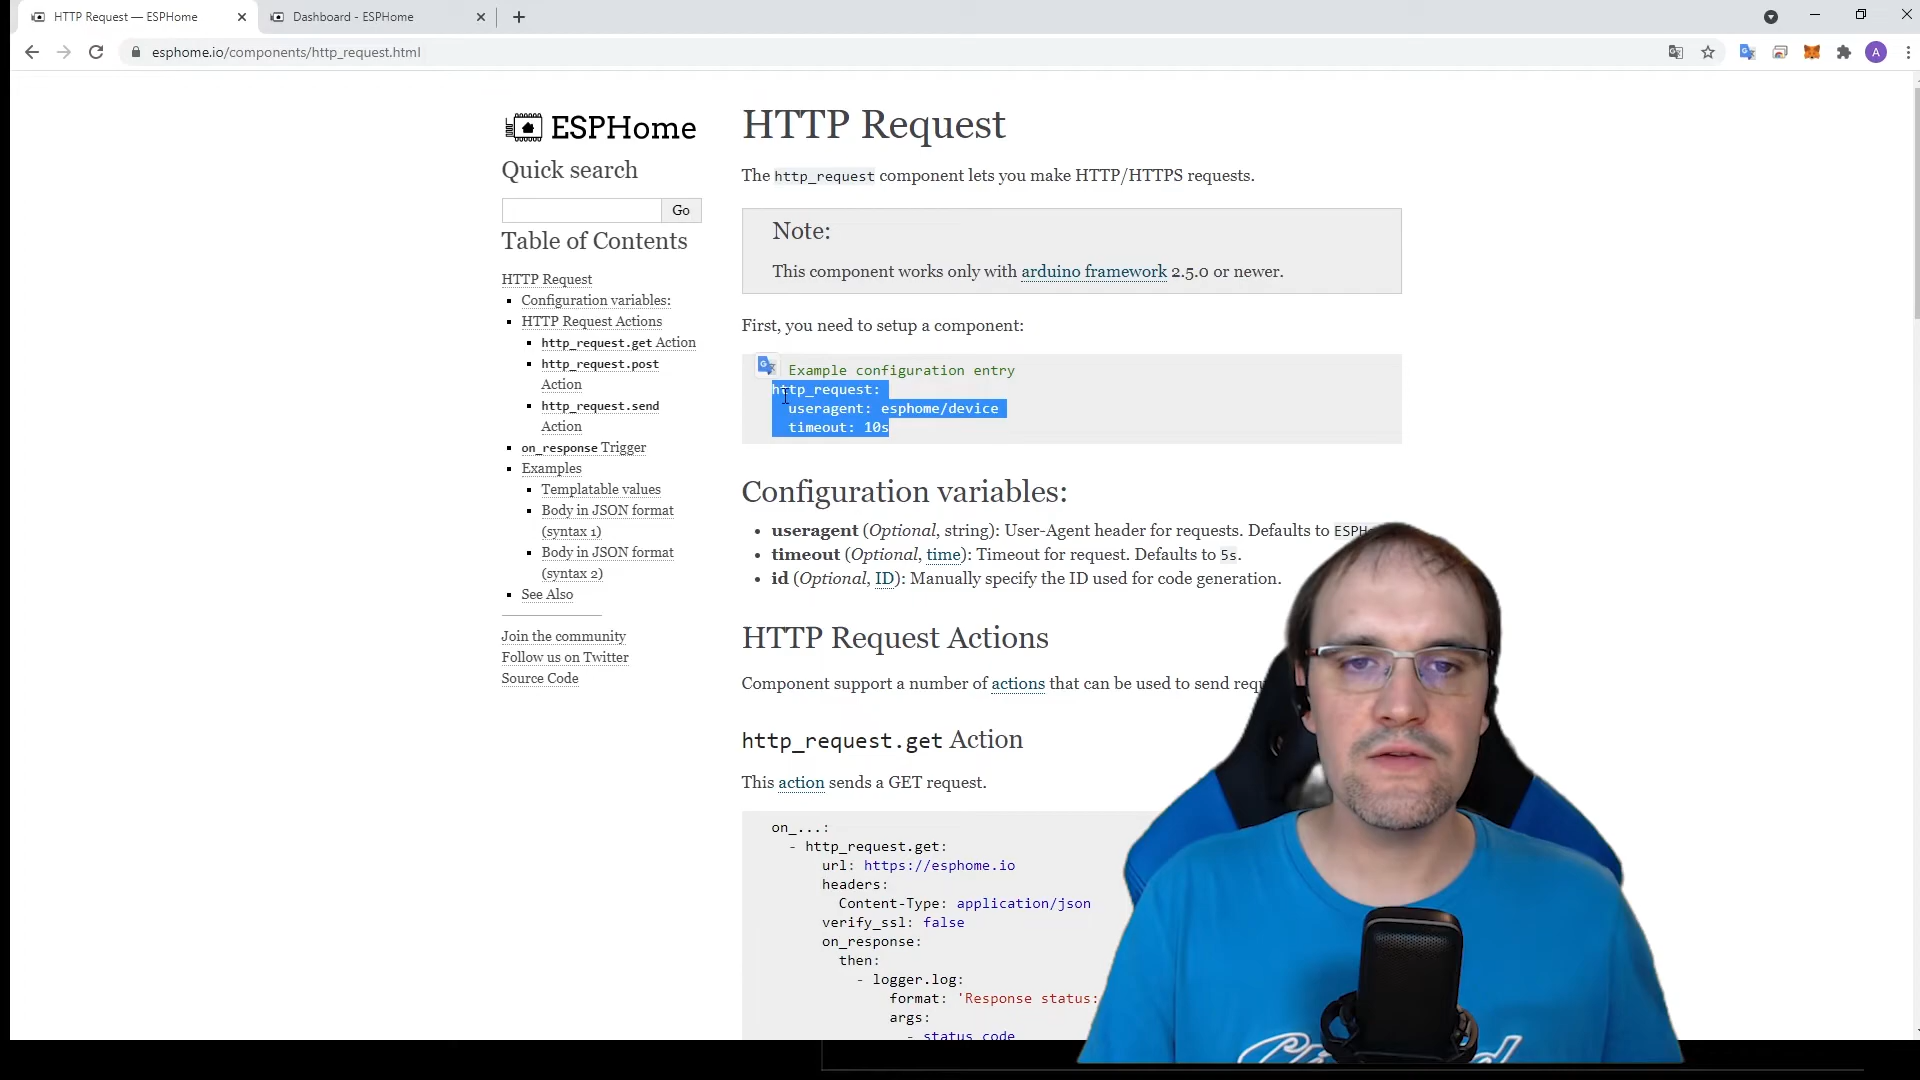 HTTP Request — ESPHome
Dashboard - ESPHome
esphome.io/components/http_request.html
A
ESPHome
Quick search
Go
Table of Contents
HTTP Request
Configuration variables:
HTTP Request Actions
http_request.get Action
http_request.post
Action
http_request.send
Action
on_response Trigger
Examples
Templatable values
Body in JSON format
(syntax 1)
Body in JSON format
(syntax 2)
See Also
Join the community
Follow us on Twitter
Source Code
HTTP Request
The http_request component lets you make HTTP/HTTPS requests.
Note:
This component works only with arduino framework 2.5.0 or newer.
First, you need to setup a component:
Example configuration entry
http_request:
useragent: esphome/device
timeout: 10s
Configuration variables:
useragent (Optional, string): User-Agent header for requests. Defaults to ESPH
timeout (Optional, time): Timeout for request. Defaults to 5s.
id (Optional, ID): Manually specify the ID used for code generation.
HTTP Request Actions
Component support a number of actions that can be used to send requ
http_request.get Action
This action sends a GET request.
on_...:
- http_request.get:
url: https://esphome.io
headers:
Content-Type: application/json
verify_ssl: false
on_response:
then:
- logger.log:
format: 'Response status:
args:
- status_code